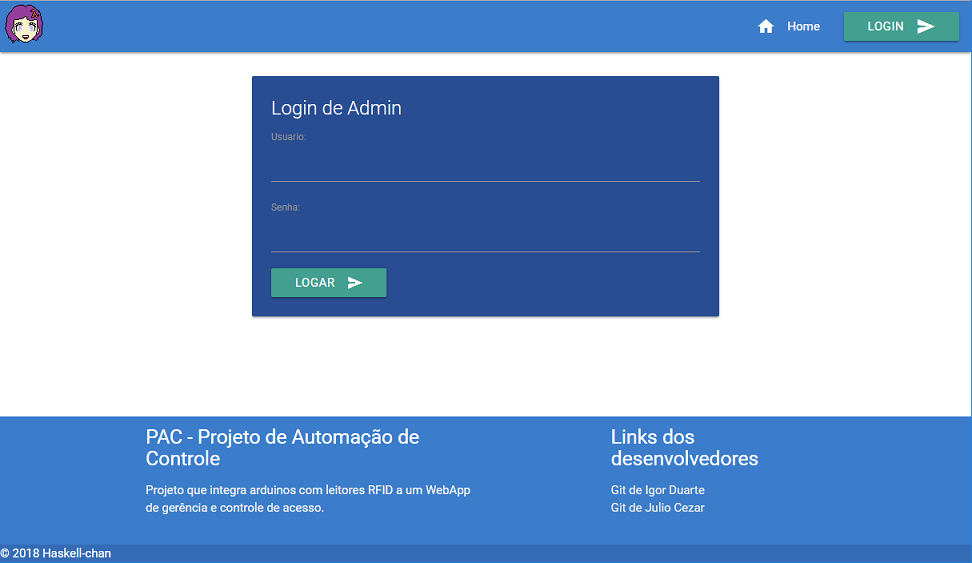 Home
LOGIN
Login de Admin
Usuario:
Senha:
LOGAR
PAC - Projeto de Automação de
Controle
Projeto que integra arduinos com leitores RFID a um WebApp
de gerência e controle de acesso.
Links dos
desenvolvedores
Git de Igor Duarte
Git de Julio Cezar
© 2018 Haskell-chan